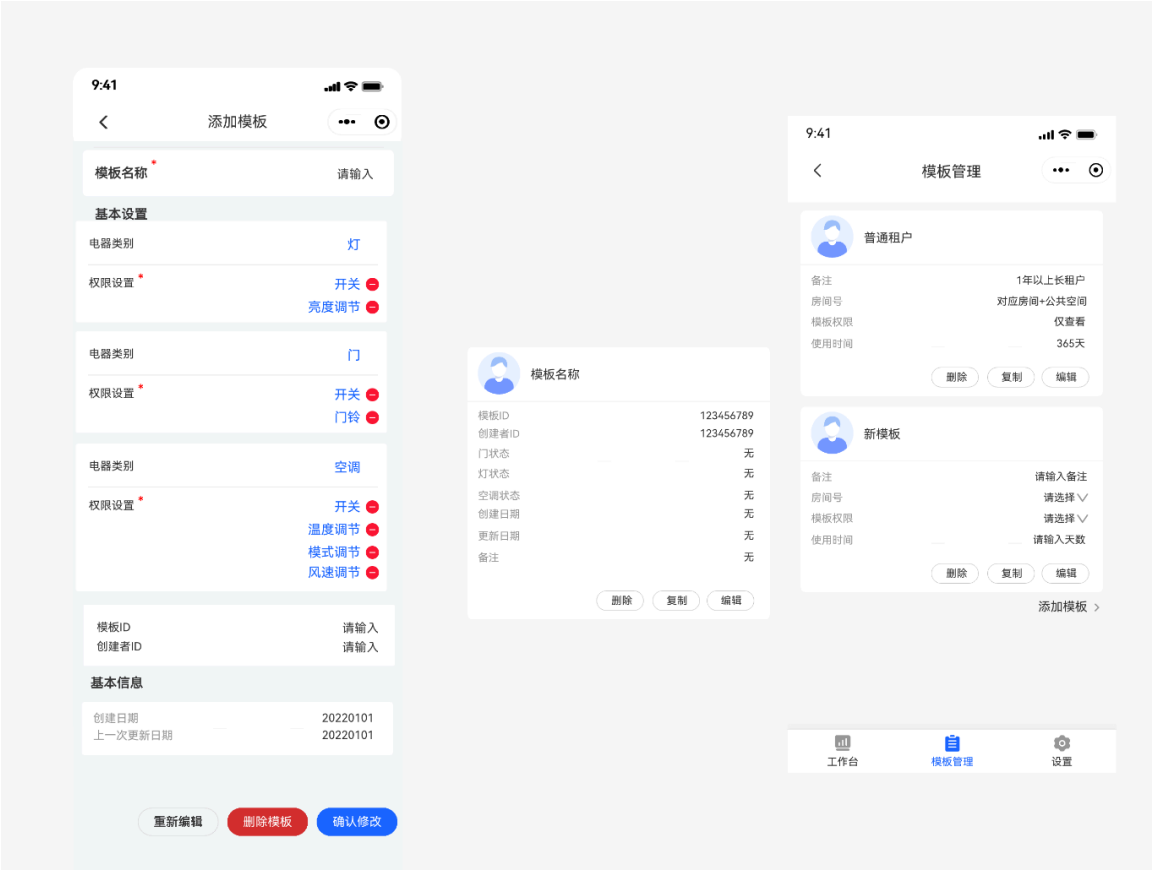 9:41
添加模板
模板名称*
请输入
基本设置
电器类别
灯
权限设置*
开关
亮度调节
电器类别
门
权限设置*
开关
门铃
电器类别
空调
权限设置*
开关
温度调节
模式调节
风速调节
模板ID
请输入
创建者ID
请输入
基本信息
创建日期
20220101
上一次更新日期
20220101
重新编辑
删除模板
确认修改
模板名称
模板ID
123456789
创建者ID
123456789
门状态
无
灯状态
无
空调状态
无
创建日期
无
更新日期
无
备注
无
删除
复制
编辑
9:41
模板管理
普通租户
备注
1年以上长租户
房间号
对应房间+公共空间
模板权限
仅查看
使用时间
365天
删除
复制
编辑
新模板
备注
请输入备注
房间号
请选择
模板权限
请选择
使用时间
请输入天数
删除
复制
编辑
添加模板
工作台
模板管理
设置